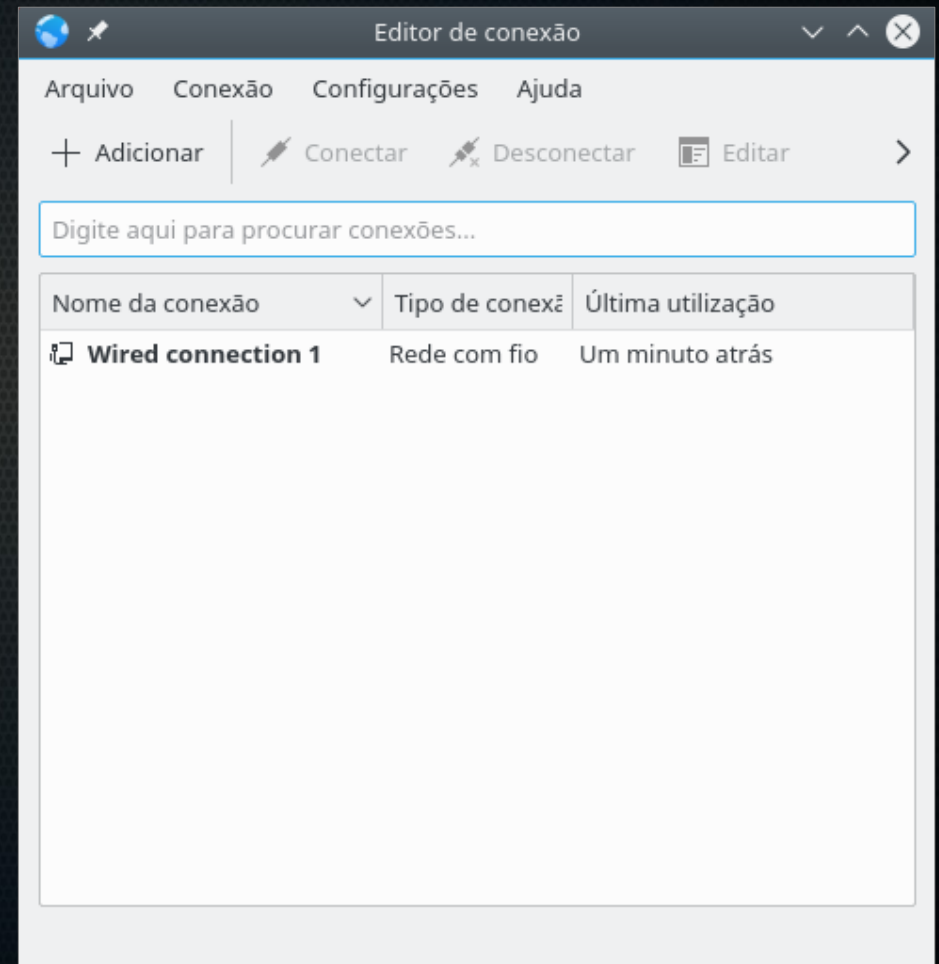 Editor de conexão
Arquivo Conexão Configurações Ajuda
Adicionar Conectar Desconectar Editar
Digite aqui para procurar conexões...
Nome da conexão Tipo de conexã Última utilização
Wired connection 1 Rede com fio Um minuto atrás